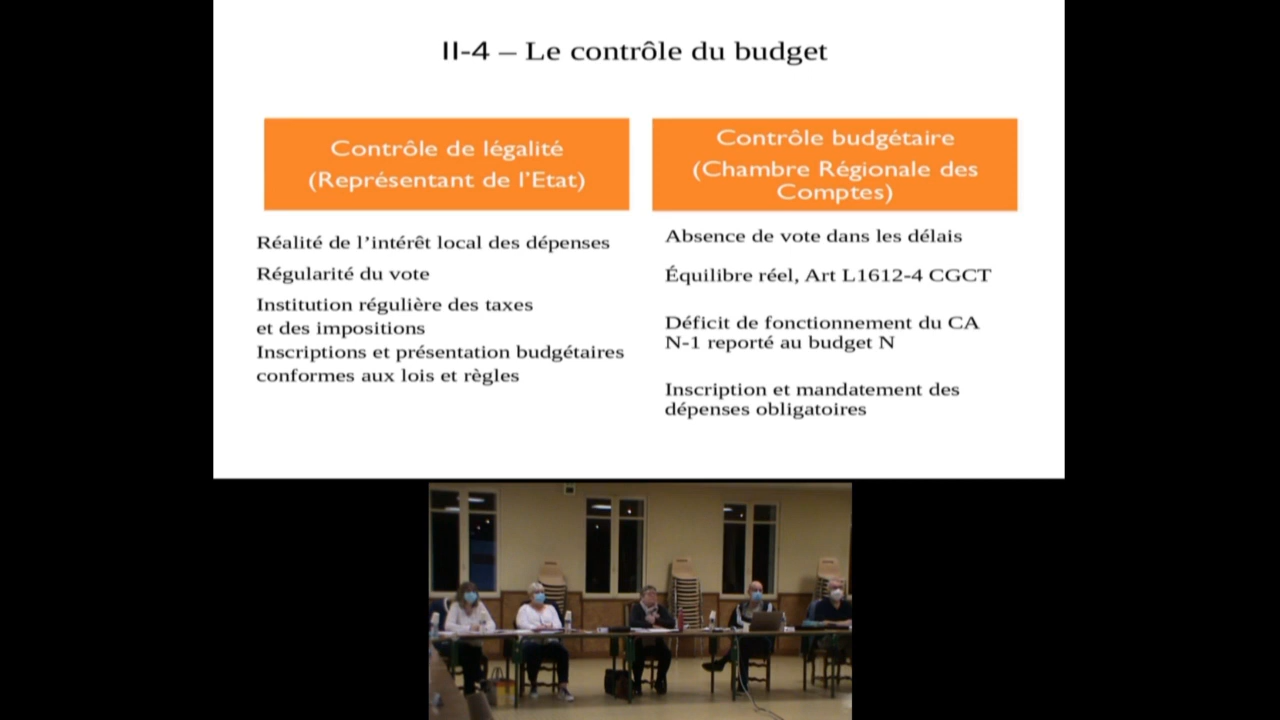 II-4 – Le contrôle du budget
Contrôle de légalité
(Représentant de l’Etat)
Réalité de l’intérêt local des dépenses
Régularité du vote
Institution régulière des taxes
et des impositions
Inscriptions et présentation budgétaires
conformes aux lois et règles
Contrôle budgétaire
(Chambre Régionale des
Comptes)
Absence de vote dans les délais
Équilibre réel, Art L1612-4 CGCT
Déficit de fonctionnement du CA
N-1 reporté au budget N
Inscription et mandatement des
dépenses obligatoires